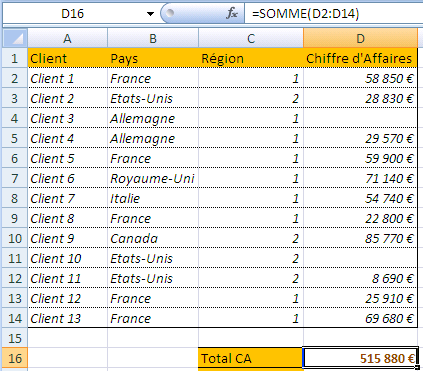 D16 fx =SOMME(D2:D14)
A B C D
1 Client Pays Région Chiffre d'Affaires
2 Client 1 France 1 58 850 €
3 Client 2 Etats-Unis 2 28 830 €
4 Client 3 Allemagne 1
5 Client 4 Allemagne 1 29 570 €
6 Client 5 France 1 59 900 €
7 Client 6 Royaume-Uni 1 71 140 €
8 Client 7 Italie 1 54 740 €
9 Client 8 France 1 22 800 €
10 Client 9 Canada 2 85 770 €
11 Client 10 Etats-Unis 2
12 Client 11 Etats-Unis 2 8 690 €
13 Client 12 France 1 25 910 €
14 Client 13 France 1 69 680 €
15
16 Total CA 515 880 €